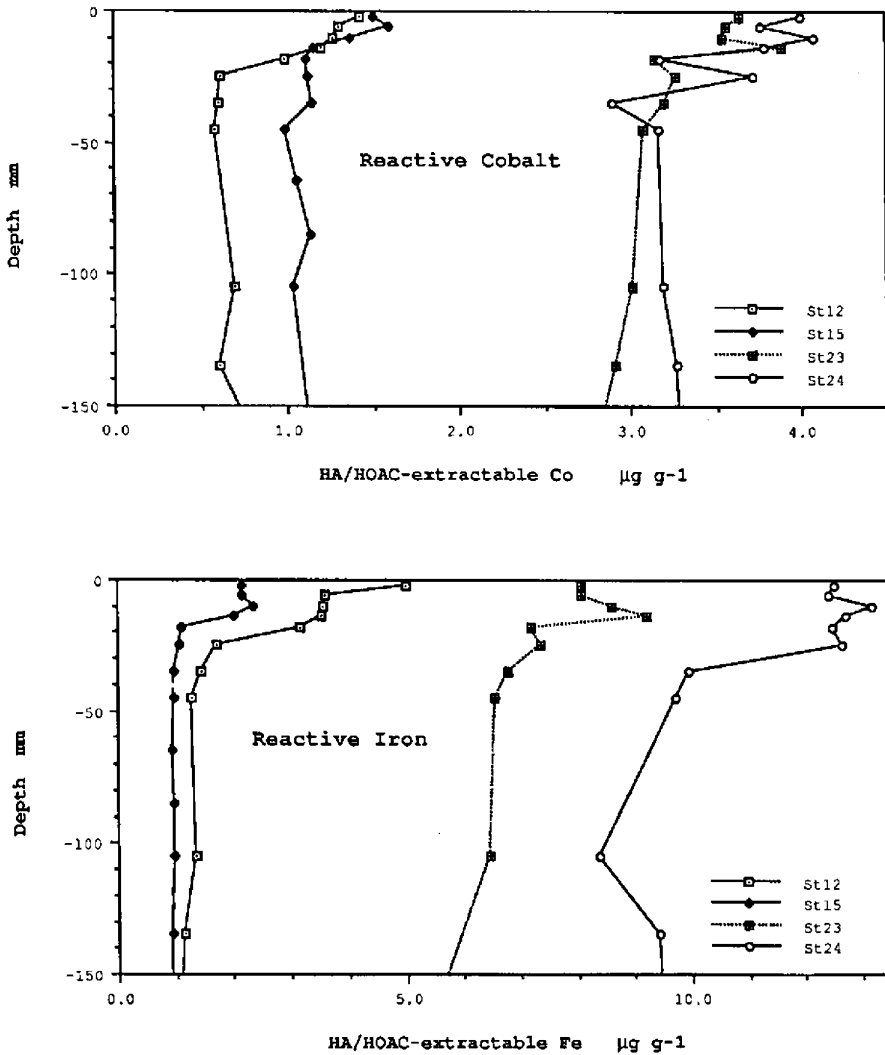 0
-50
-100
-150
Depth mm
Reactive Cobalt
St12
St15
St23
St24
0.0 1.0 2.0 3.0 4.0
HA/HOAC-extractable Co µg g-1
0
-50
-100
-150
Depth mm
Reactive Iron
St12
St15
St23
St24
0.0 5.0 10.0
HA/HOAC-extractable Fe µg g-1